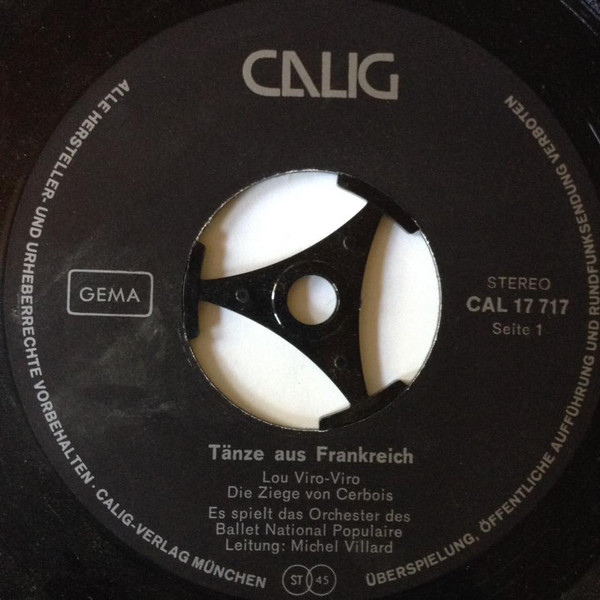 CALIG
GEMA
STEREO
CAL 17 717
Seite 1
Tänze aus Frankreich
Lou Viro-Viro
Die Ziege von Cerbois
Es spielt das Orchester des
Ballet National Populaire
Leitung: Michel Villard
ALLE HERSTELLER- UND URHEBERRECHTE VORBEHALTEN · CALIG-VERLAG MÜNCHEN
ST 45
ÜBERSPIELUNG, ÖFFENTLICHE AUFFÜHRUNG UND RUNDFUNKSENDUNG VERBOTEN